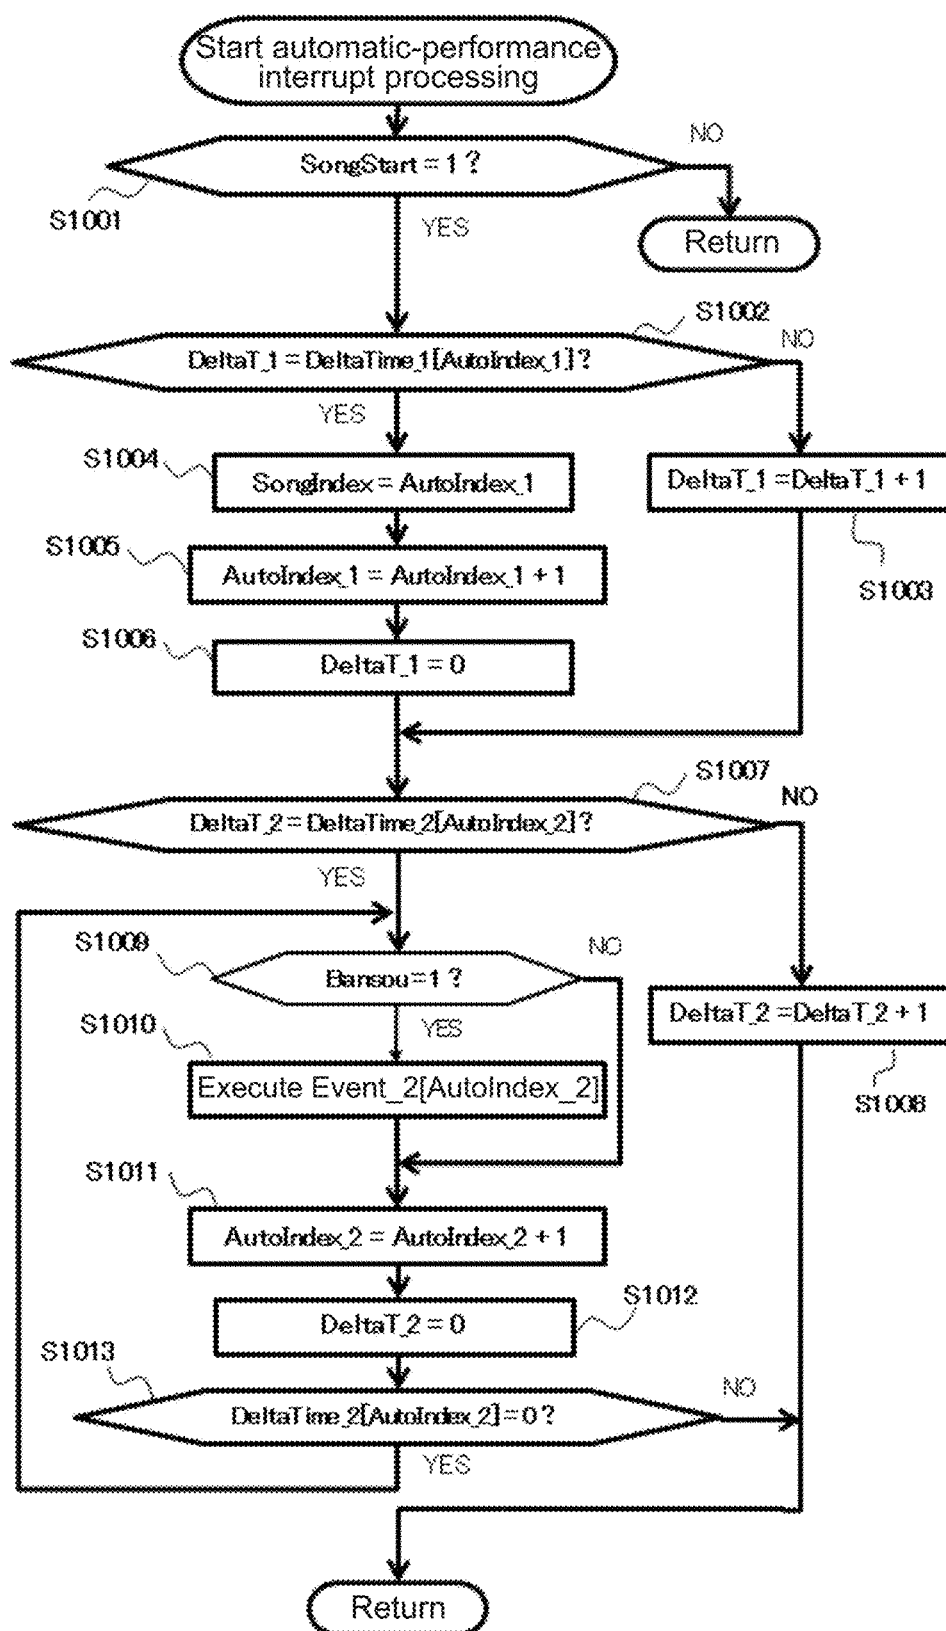 Start automatic-performance
interrupt processing
NO
SongStart = 1 ?
S1001
YES
Return
S1002
NO
DeltaT_1 = DeltaTime_1[AutoIndex_1]?
YES
S1004
SongIndex = AutoIndex_1
DeltaT_1 =DeltaT_1 + 1
S1003
S1005
AutoIndex_1 = AutoIndex_1 + 1
S1006
DeltaT_1 = 0
S1007
NO
DeltaT_2 = DeltaTime_2[AutoIndex_2]?
YES
S1009
NO
Bansou=1 ?
S1010
YES
DeltaT_2 =DeltaT_2 + 1
S1008
Execute Event_2[AutoIndex_2]
S1011
AutoIndex_2 = AutoIndex_2 + 1
S1012
DeltaT_2 = 0
S1013
NO
DeltaTime_2[AutoIndex_2]=0 ?
YES
Return